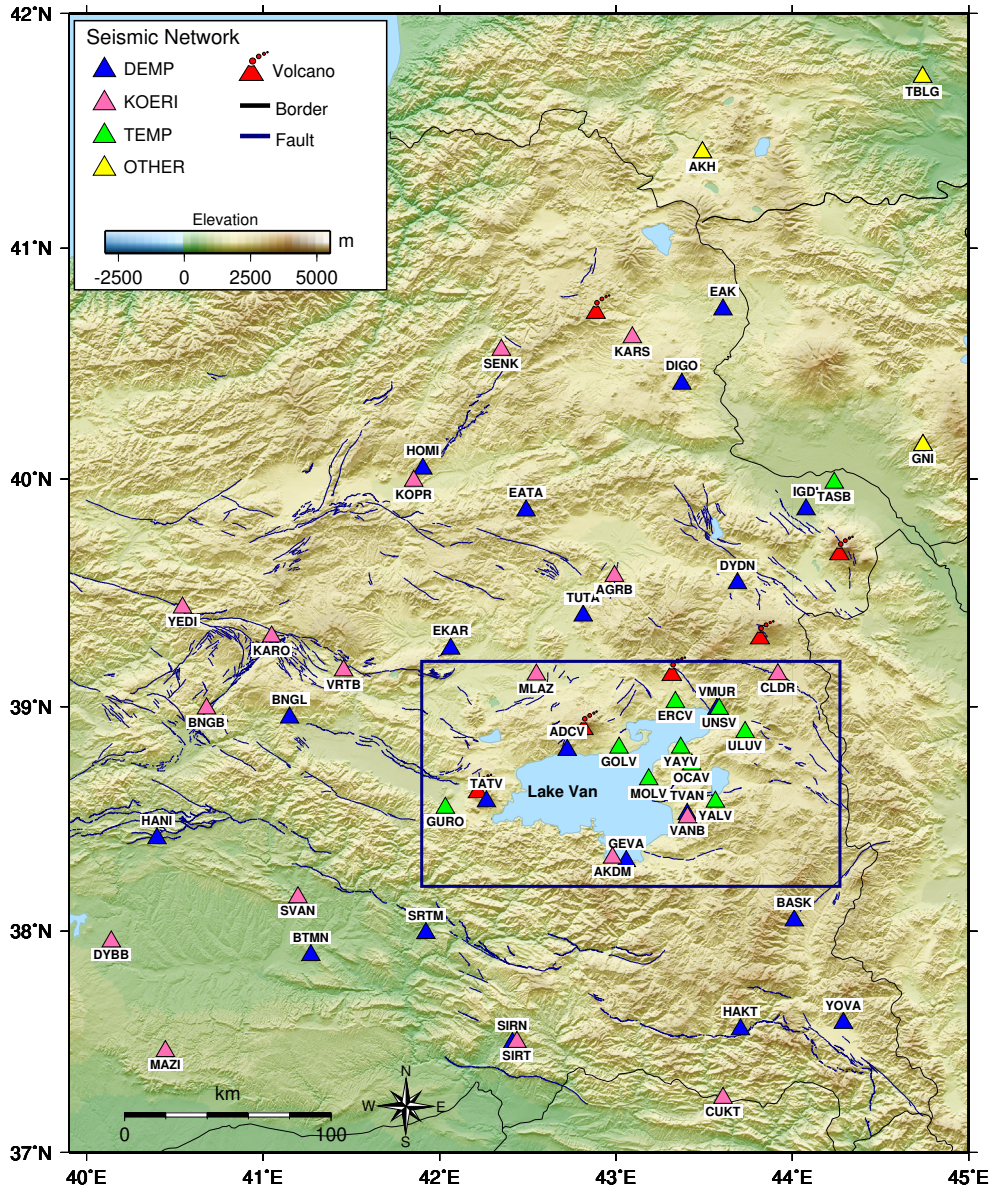 42°N
Seismic Network
DEMP
Volcano
KOERI
Border
TEMP
Fault
OTHER
Elevation
m
-2500 0 2500 5000
TBLG
AKH
41°N
EAK
KARS
SENK
DIGO
GNI
HOMI
40°N
KOPR
EATA
IGDI
TASB
DYDN
AGRB
TUTA
YEDI
EKAR
KARO
VRTB
MLAZ
CLDR
BNGL
VMUR
39°N
BNGB
ERCV
UNSV
ADCV
ULUV
GOLV
YAYV
OCAV
TATV
Lake Van
MOLV
TVAN
GURO
YALV
HANI
VANB
GEVA
AKDM
SVAN
SRTM
BASK
38°N
BTMN
DYBB
HAKT
YOVA
SIRN
SIRT
MAZI
N
km
W E
CUKT
0 100
S
37°N
40°E 41°E 42°E 43°E 44°E 45°E